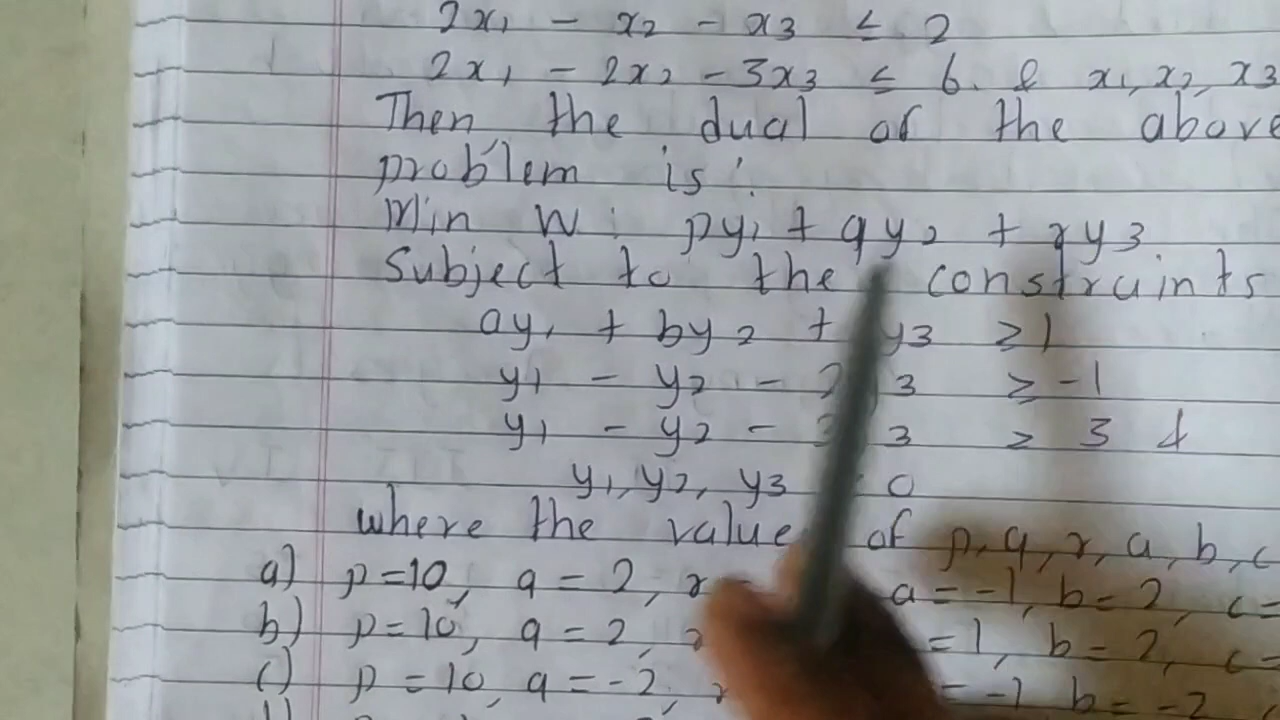 2x1 - x2 - x3 ≤ 2
2x1 - 2x2 - 3x3 ≤ 6. & x1, x2, x3
Then the dual of the above
problem is:
Min W: py1 + qy2 + ry3
Subject to the constraints
ay1 + by2 + y3 ≥ 1
y1 - y2 - 2 3 ≥ -1
y1 - y2 - 3 3 ≥ 3 &
y1, y2, y3 0
where the value of p, q, r, a, b, c
a) p=10, q = 2, r a = -1, b = 2, c =
b) p=10, q = 2, r = 1, b = 2, c =
c) p = 10, q = -2, r = -1 b = -2